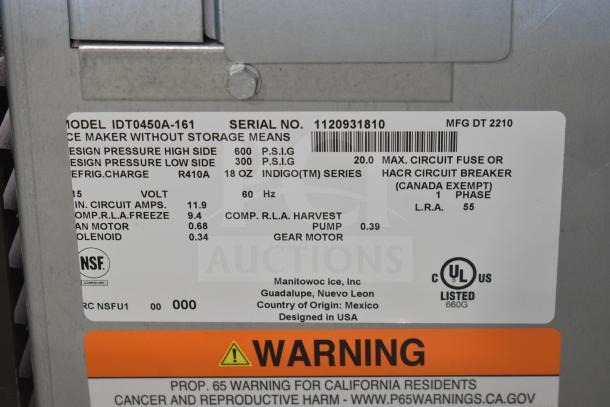 MODEL IDT0450A-161 SERIAL NO. 1120931810 MFG DT 2210
CE MAKER WITHOUT STORAGE MEANS
ESIGN PRESSURE HIGH SIDE 600 P.S.I.G
ESIGN PRESSURE LOW SIDE 300 P.S.I.G 20.0 MAX. CIRCUIT FUSE OR
EFRIG.CHARGE R410A 18 OZ INDIGO(TM) SERIES HACR CIRCUIT BREAKER
(CANADA EXEMPT)
15 VOLT 60 Hz 1 PHASE
IN. CIRCUIT AMPS. 11.9 L.R.A. 55
OMP.R.L.A.FREEZE 9.4 COMP. R.L.A. HARVEST
AN MOTOR 0.68 PUMP 0.39
OLENOID 0.34 GEAR MOTOR
AUCTIONS
NSF
RC NSFU1 00 000
Manitowoc Ice, Inc
Guadalupe, Nuevo Leon
Country of Origin: Mexico
Designed in USA
C UL US
LISTED
660G
WARNING
PROP. 65 WARNING FOR CALIFORNIA RESIDENTS
CANCER AND REPRODUCTIVE HARM - WWW.P65WARNINGS.CA.GOV